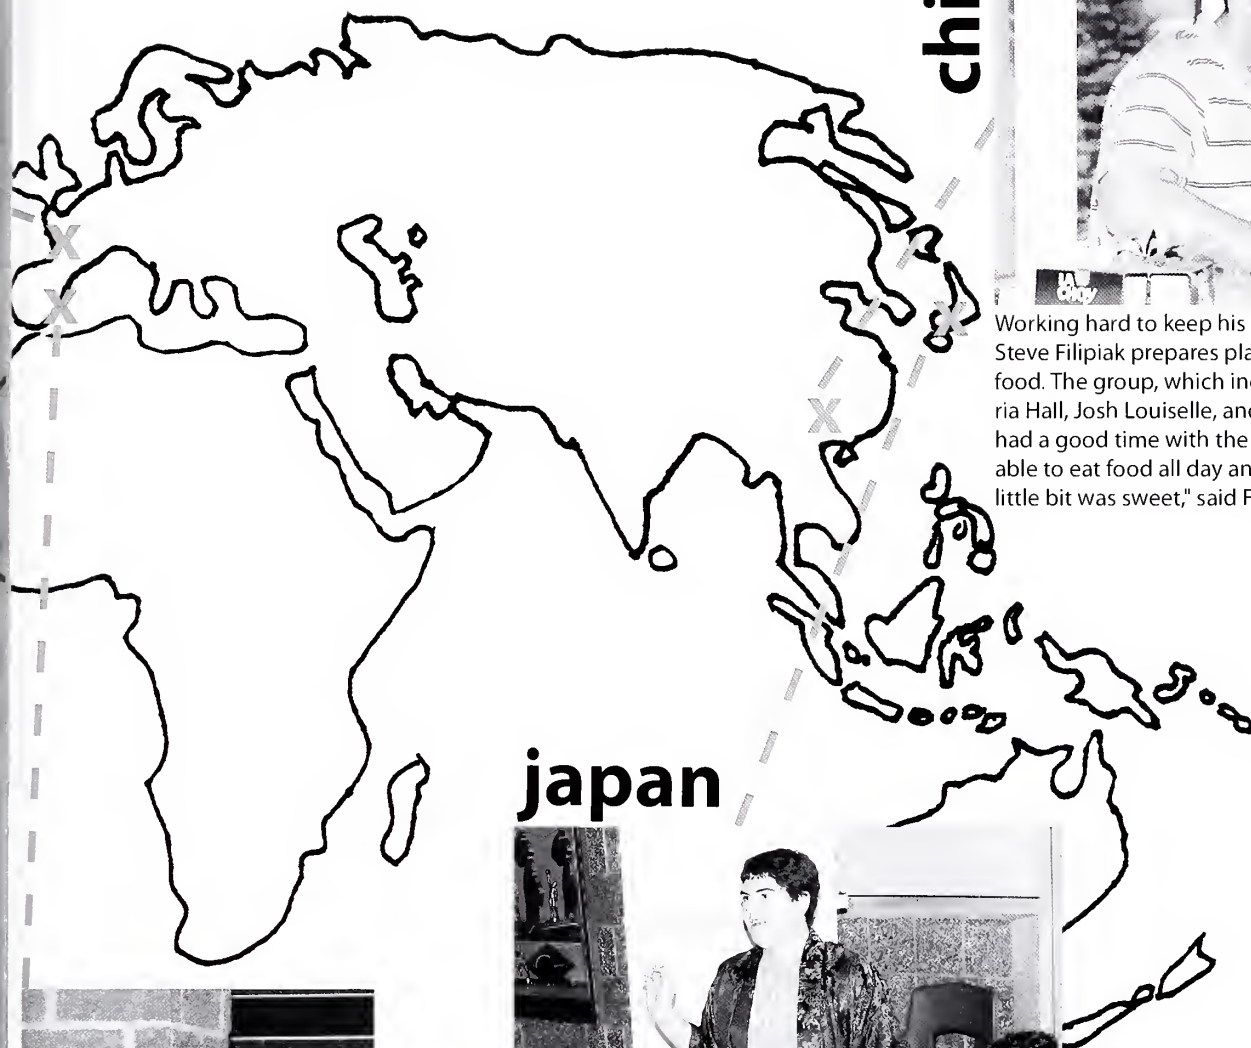 chi
Working hard to keep his
Steve Filipiak prepares pla
food. The group, which in
ria Hall, Josh Louiselle, and
had a good time with the
able to eat food all day an
little bit was sweet," said F
japan